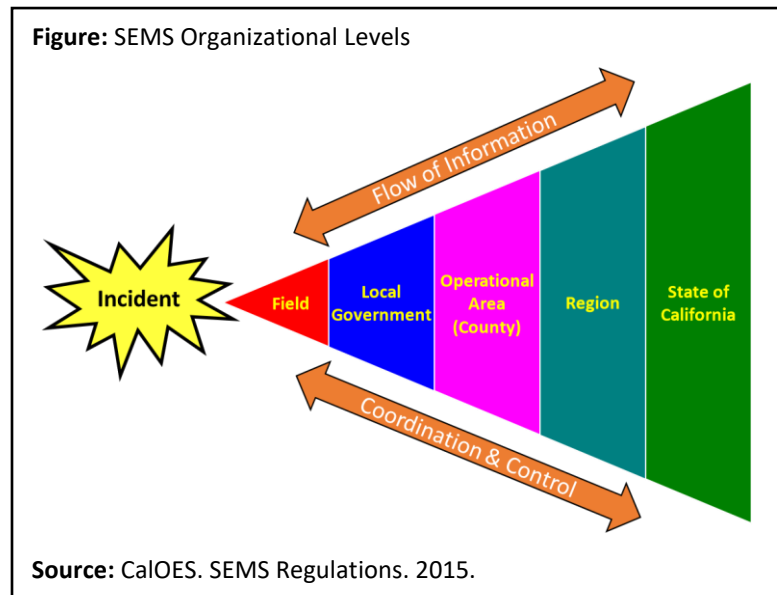 Figure: SEMS Organizational Levels
Flow of Information
Incident
Field
Local
Government
Operational
Area
(County)
Region
State of
California
Coordination & Control
Source: CalOES. SEMS Regulations. 2015.